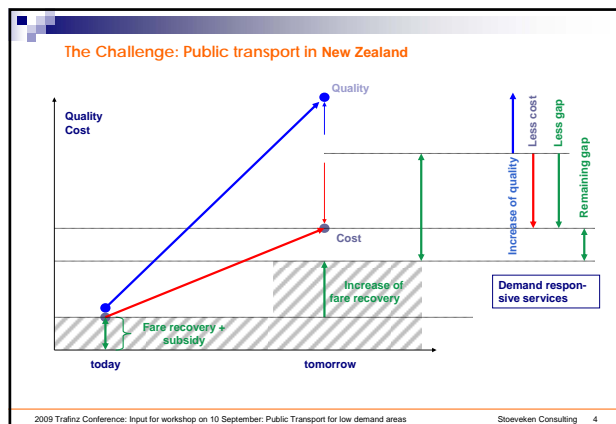 The Challenge: Public transport in New Zealand
Quality
Cost
Quality
Cost
Increase of quality
Less cost
Less gap
Remaining gap
Increase of
fare recovery
Demand respon-
sive services
Fare recovery +
subsidy
today
tomorrow
2009 Trafinz Conference: Input for workshop on 10 September: Public Transport for low demand areas
Stoeveken Consulting 4